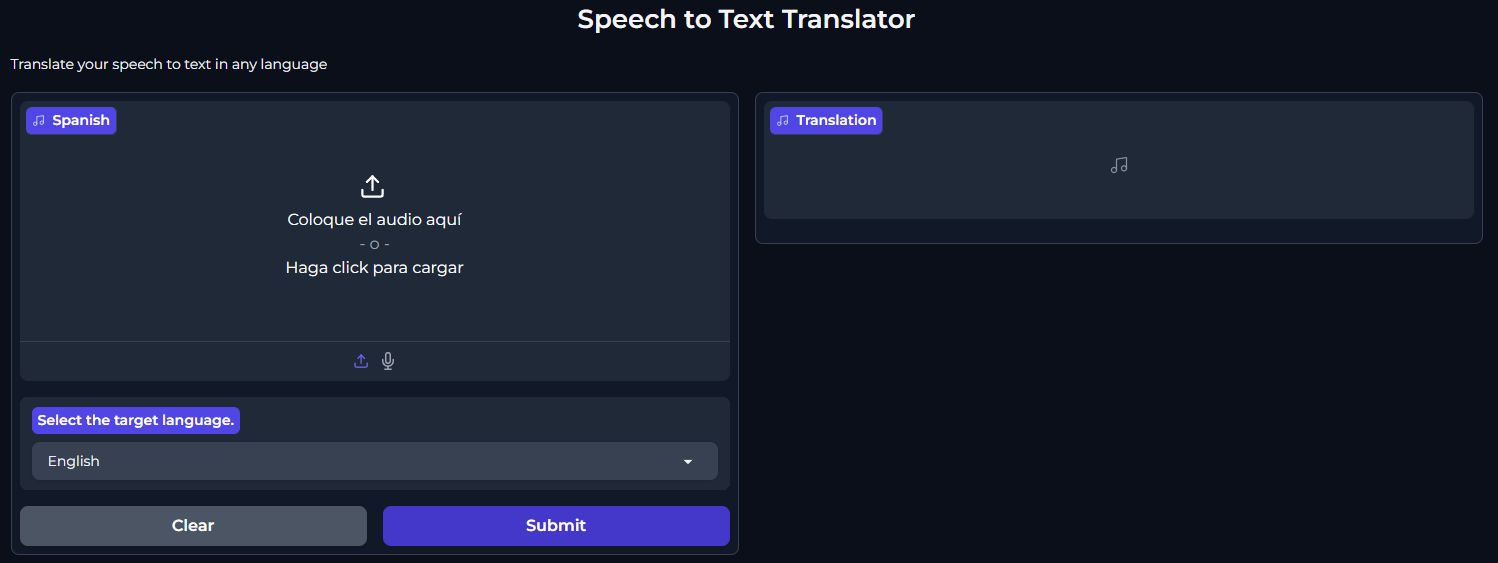 Speech to Text Translator
Translate your speech to text in any language
Spanish
Coloque el audio aquí
- o -
Haga click para cargar
Select the target language.
English
Clear
Submit
Translation